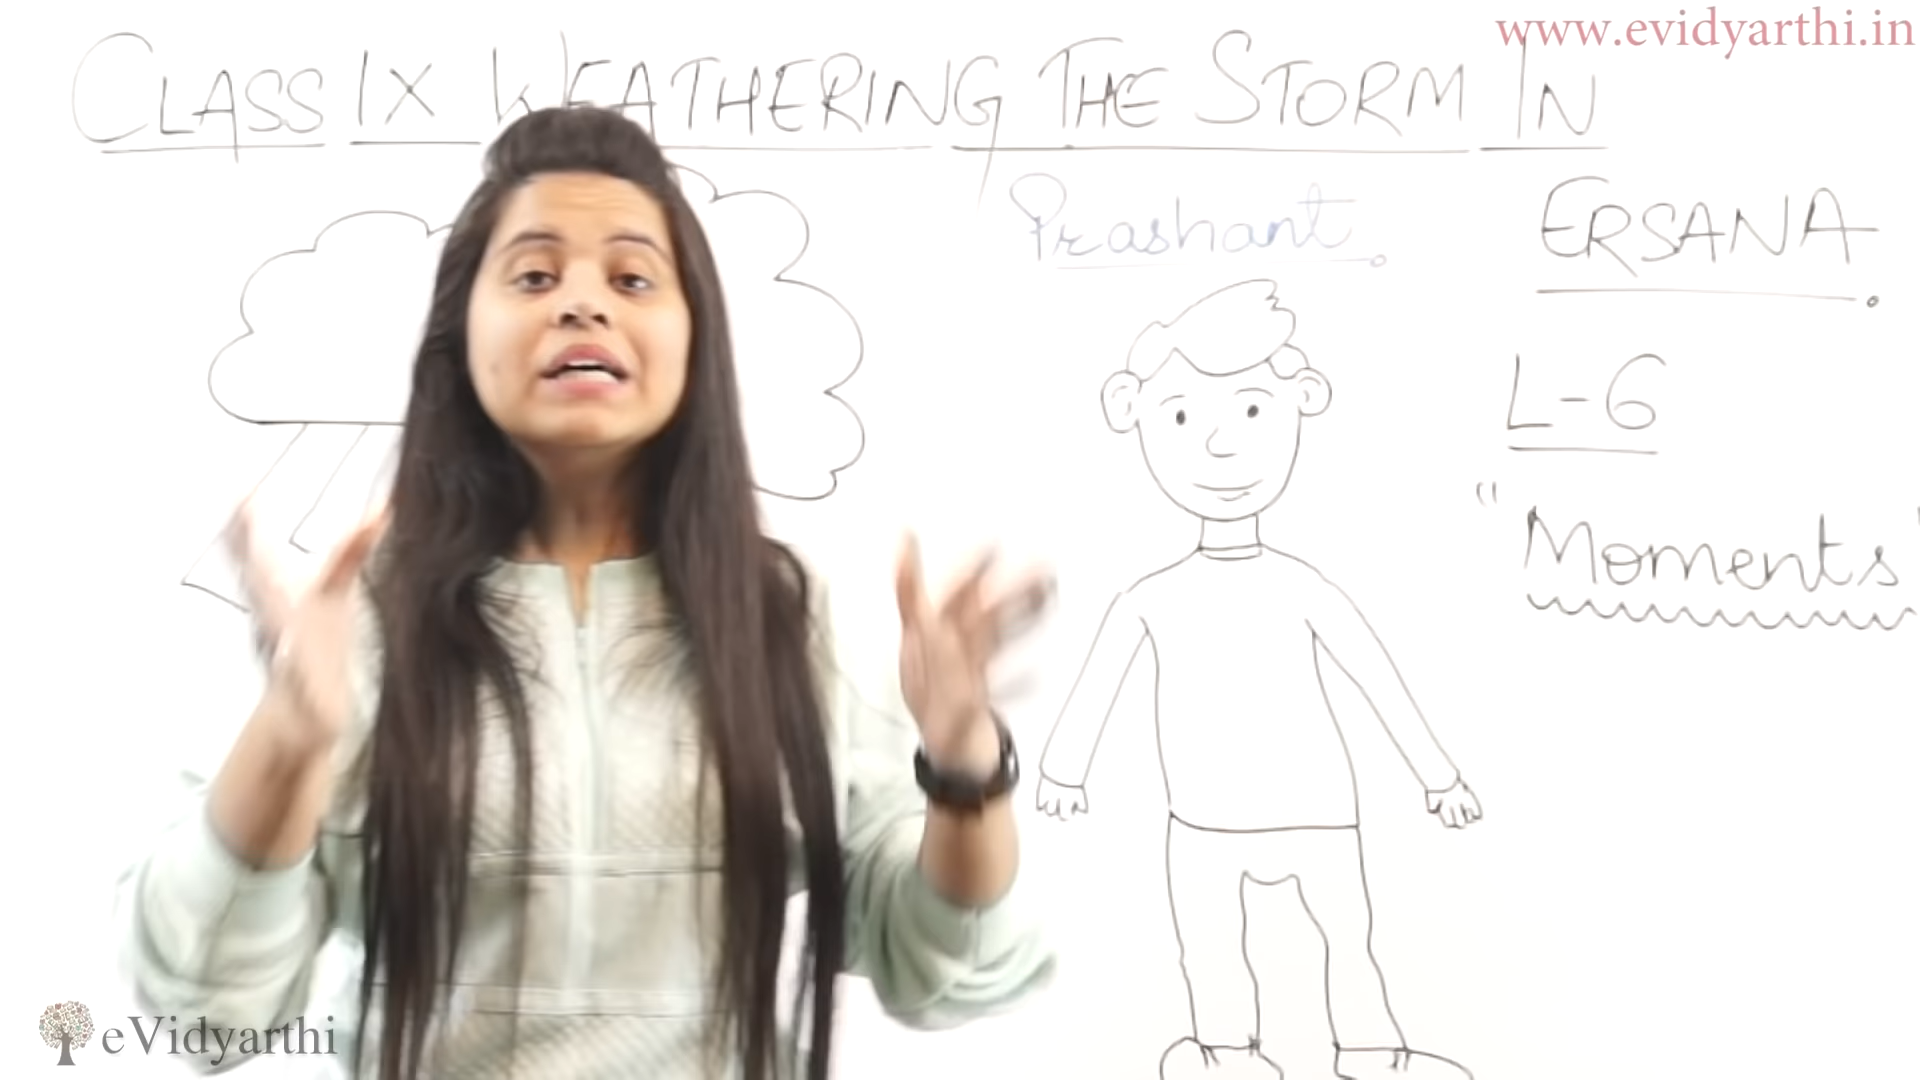 www.evidyarthi.in
CLASS IX WEATHERING THE STORM IN
Prashant.
ERSANA.
L-6
"Moments"
eVidyarthi